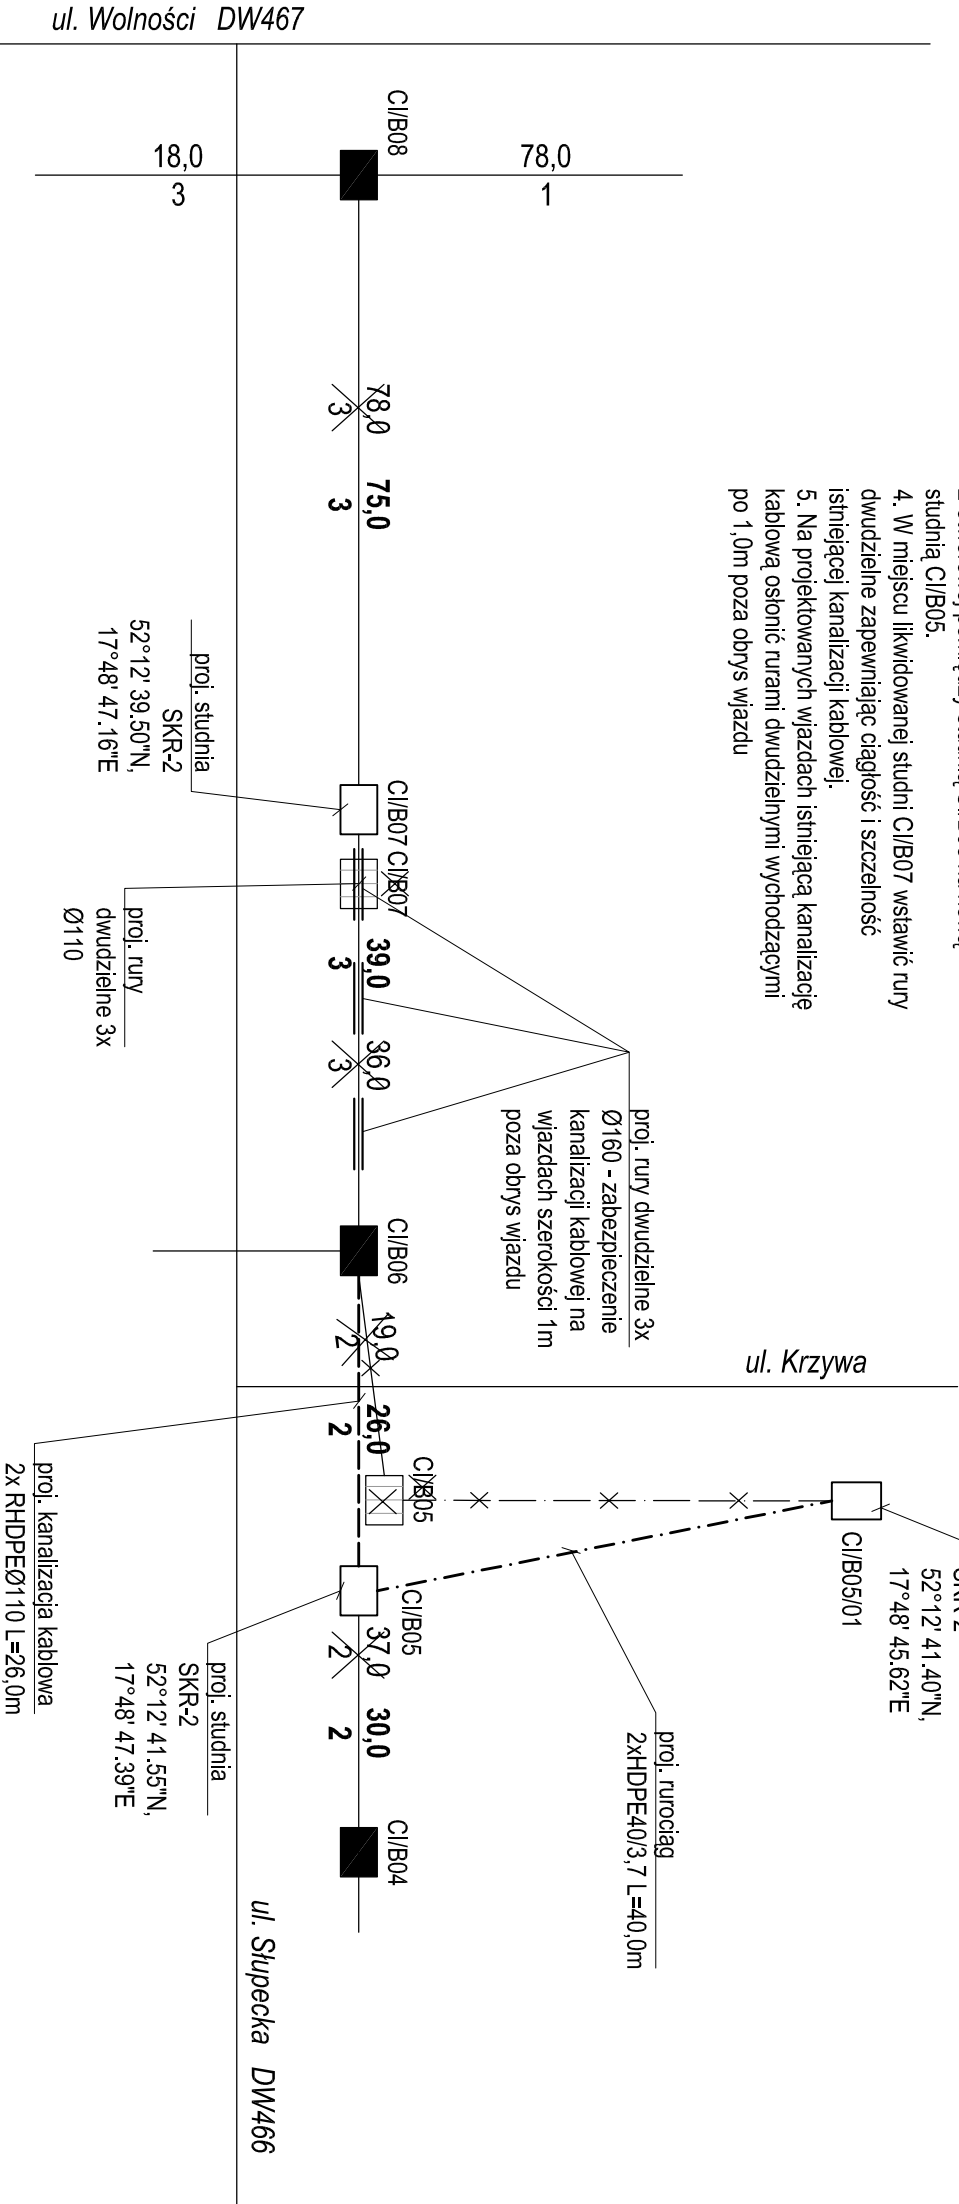 ul. Wolności DW467
CI/B08
18,0
3
78,0
1
78,0
3
75,0
3
studnią CI/B05.
4. W miejscu likwidowanej studni CI/B07 wstawić rury
dwudzielne zapewniając ciągłość i szczelność
istniejącej kanalizacji kablowej.
5. Na projektowanych wjazdach istniejącą kanalizację
kablową osłonić rurami dwudzielnymi wychodzącymi
po 1,0m poza obrys wjazdu
proj. studnia
SKR-2
52°12' 39.50"N,
17°48' 47.16"E
CI/B07
CI/B07
proj. rury
dwudzielne 3x
Ø110
39,0
3
36,0
3
proj. rury dwudzielne 3x
Ø160 - zabezpieczenie
kanalizacji kablowej na
wjazdach szerokości 1m
poza obrys wjazdu
CI/B06
19,0
2
ul. Krzywa
26,0
2
CI/B05
proj. kanalizacja kablowa
2x RHDPEØ110 L=26,0m
52°12' 41.40"N,
17°48' 45.62"E
CI/B05/01
CI/B05
37,0
2
30,0
2
proj. studnia
SKR-2
52°12' 41.55"N,
17°48' 47.39"E
proj. rurociąg
2xHDPE40/3,7 L=40,0m
CI/B04
ul. Słupecka DW466